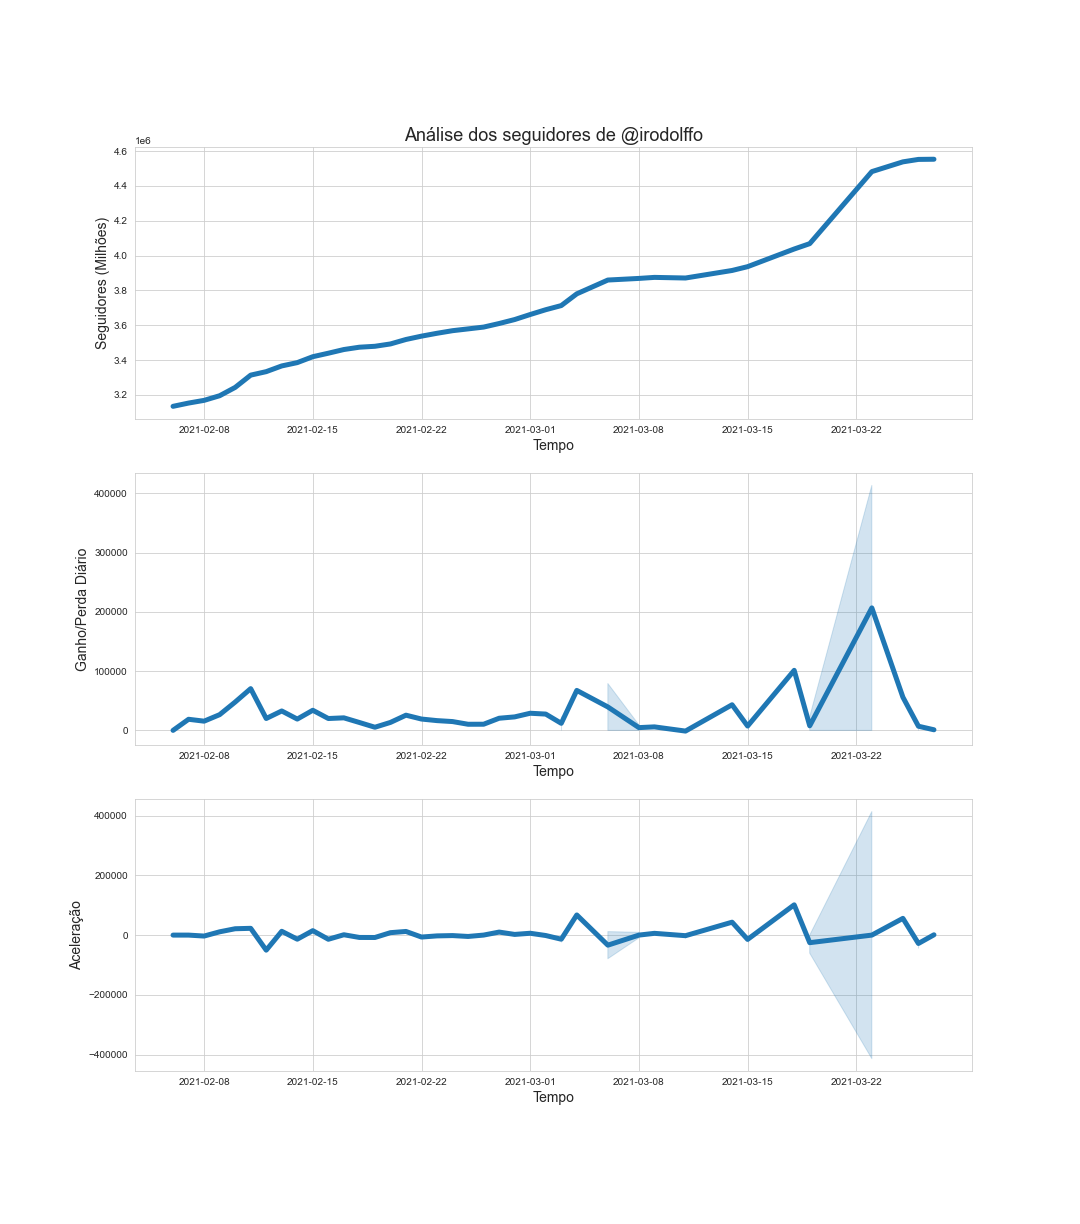 Análise dos seguidores de @irodolffo
1e6
4.6
4.4
4.2
4.0
3.8
3.6
3.4
3.2
Seguidores (Milhões)
2021-02-08 2021-02-15 2021-02-22 2021-03-01 2021-03-08 2021-03-15 2021-03-22
Tempo
400000
300000
200000
100000
0
Ganho/Perda Diário
2021-02-08 2021-02-15 2021-02-22 2021-03-01 2021-03-08 2021-03-15 2021-03-22
Tempo
400000
200000
0
−200000
−400000
Aceleração
2021-02-08 2021-02-15 2021-02-22 2021-03-01 2021-03-08 2021-03-15 2021-03-22
Tempo